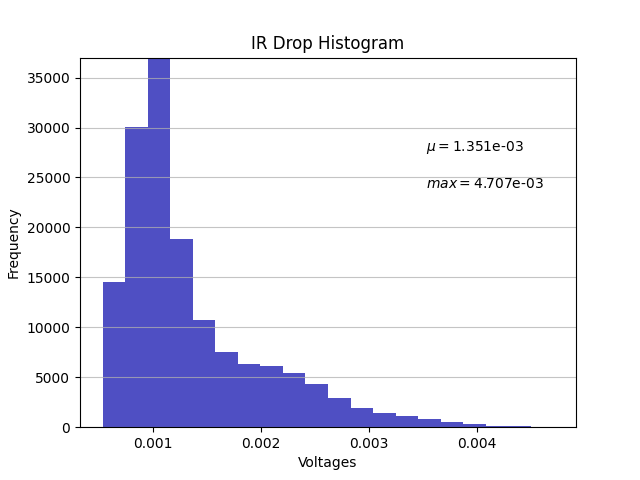 IR Drop Histogram
35000
30000
25000
20000
15000
10000
5000
0
Frequency
μ = 1.351e-03
max = 4.707e-03
0.001 0.002 0.003 0.004
Voltages